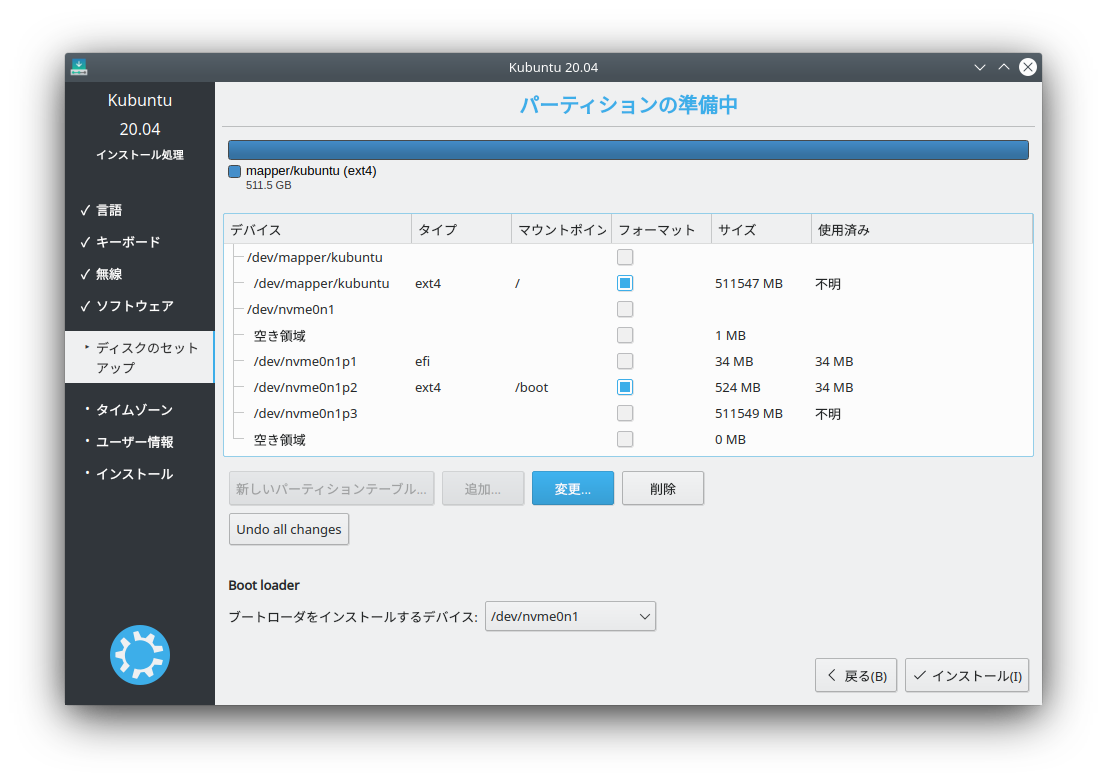 Kubuntu 20.04
Kubuntu
20.04
インストール処理
✓ 言語
✓ キーボード
✓ 無線
✓ ソフトウェア
‣ ディスクのセット
アップ
• タイムゾーン
• ユーザー情報
• インストール
パーティションの準備中
mapper/kubuntu (ext4)
511.5 GB
デバイス タイプ マウントポイン フォーマット サイズ 使用済み
/dev/mapper/kubuntu
/dev/mapper/kubuntu ext4 / 511547 MB 不明
/dev/nvme0n1
空き領域 1 MB
/dev/nvme0n1p1 efi 34 MB 34 MB
/dev/nvme0n1p2 ext4 /boot 524 MB 34 MB
/dev/nvme0n1p3 511549 MB 不明
空き領域 0 MB
新しいパーティションテーブル... 追加... 変更... 削除
Undo all changes
Boot loader
ブートローダをインストールするデバイス: /dev/nvme0n1
戻る(B) ✓ インストール(I)